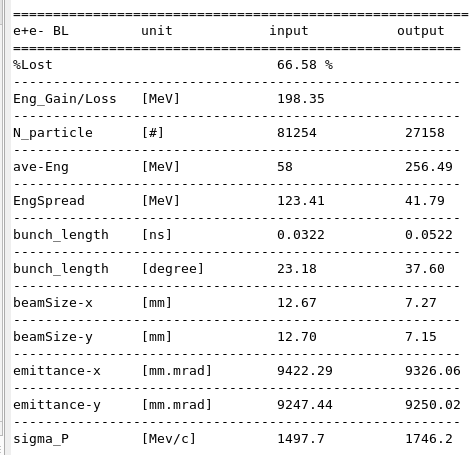 =========================================================
e+e- BL unit input output
========================================================
%Lost 66.58 %
--------------------------------------------------------
Eng_Gain/Loss [MeV] 198.35
--------------------------------------------------------
N_particle [#] 81254 27158
--------------------------------------------------------
ave-Eng [MeV] 58 256.49
--------------------------------------------------------
EngSpread [MeV] 123.41 41.79
--------------------------------------------------------
bunch_length [ns] 0.0322 0.0522
--------------------------------------------------------
bunch_length [degree] 23.18 37.60
--------------------------------------------------------
beamSize-x [mm] 12.67 7.27
--------------------------------------------------------
beamSize-y [mm] 12.70 7.15
--------------------------------------------------------
emittance-x [mm.mrad] 9422.29 9326.06
--------------------------------------------------------
emittance-y [mm.mrad] 9247.44 9250.02
--------------------------------------------------------
sigma_P [Mev/c] 1497.7 1746.2